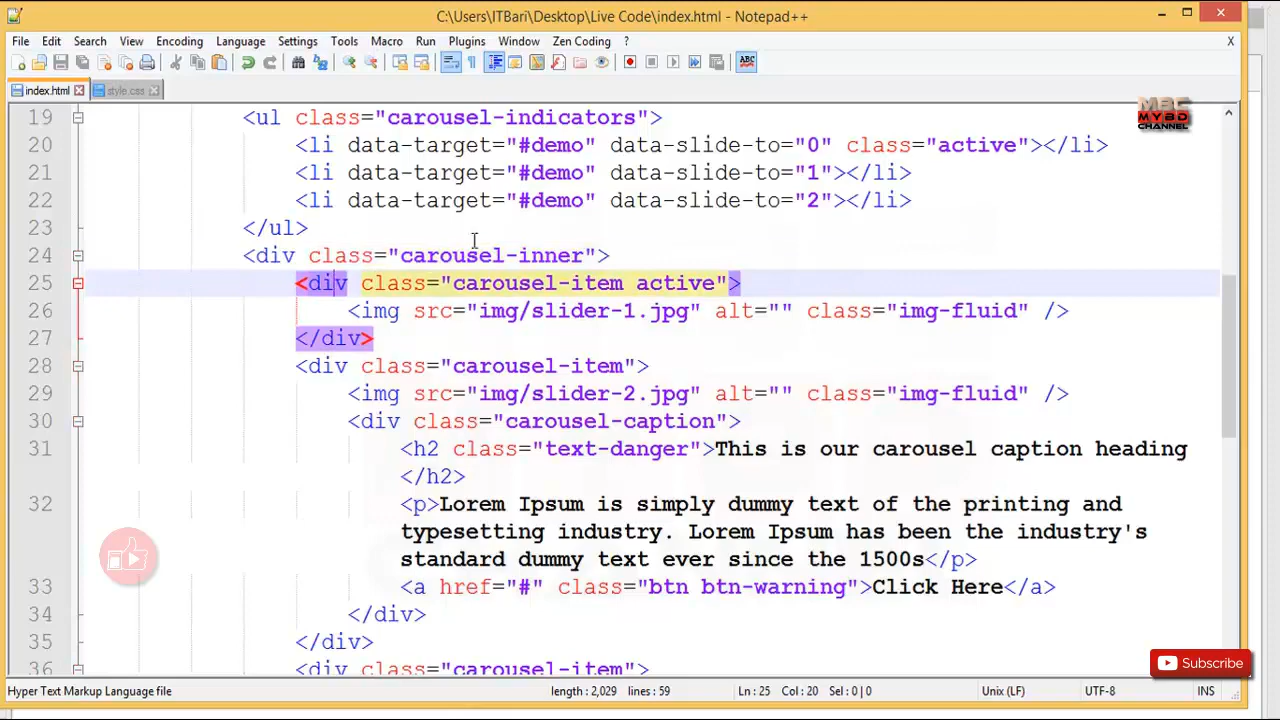 C:\Users\ITBari\Desktop\Live Code\index.html - Notepad++
File Edit Search View Encoding Language Settings Tools Macro Run Plugins Window Zen Coding ? X
ABC
index.html style.css
MBC
MYBD
CHANNEL
19 <ul class="carousel-indicators">
20 <li data-target="#demo" data-slide-to="0" class="active"></li>
21 <li data-target="#demo" data-slide-to="1"></li>
22 <li data-target="#demo" data-slide-to="2"></li>
23 </ul>
24 <div class="carousel-inner">
25 <div class="carousel-item active">
26 <img src="img/slider-1.jpg" alt="" class="img-fluid" />
27 </div>
28 <div class="carousel-item">
29 <img src="img/slider-2.jpg" alt="" class="img-fluid" />
30 <div class="carousel-caption">
31 <h2 class="text-danger">This is our carousel caption heading
</h2>
32 <p>Lorem Ipsum is simply dummy text of the printing and
typesetting industry. Lorem Ipsum has been the industry's
standard dummy text ever since the 1500s</p>
33 <a href="#" class="btn btn-warning">Click Here</a>
34 </div>
35 </div>
36 <div class="carousel-item">
Subscribe
Hyper Text Markup Language file length : 2,029 lines : 59 Ln : 25 Col : 20 Sel : 0 | 0 Unix (LF) UTF-8 INS